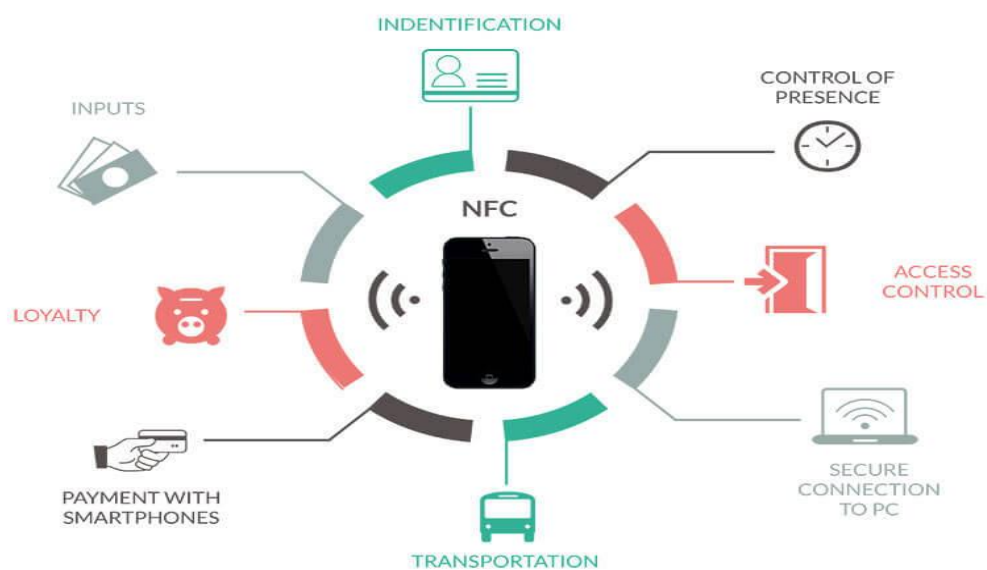 INDENTIFICATION
CONTROL OF
PRESENCE
INPUTS
NFC
ACCESS
CONTROL
LOYALTY
SECURE
CONNECTION
TO PC
PAYMENT WITH
SMARTPHONES
TRANSPORTATION